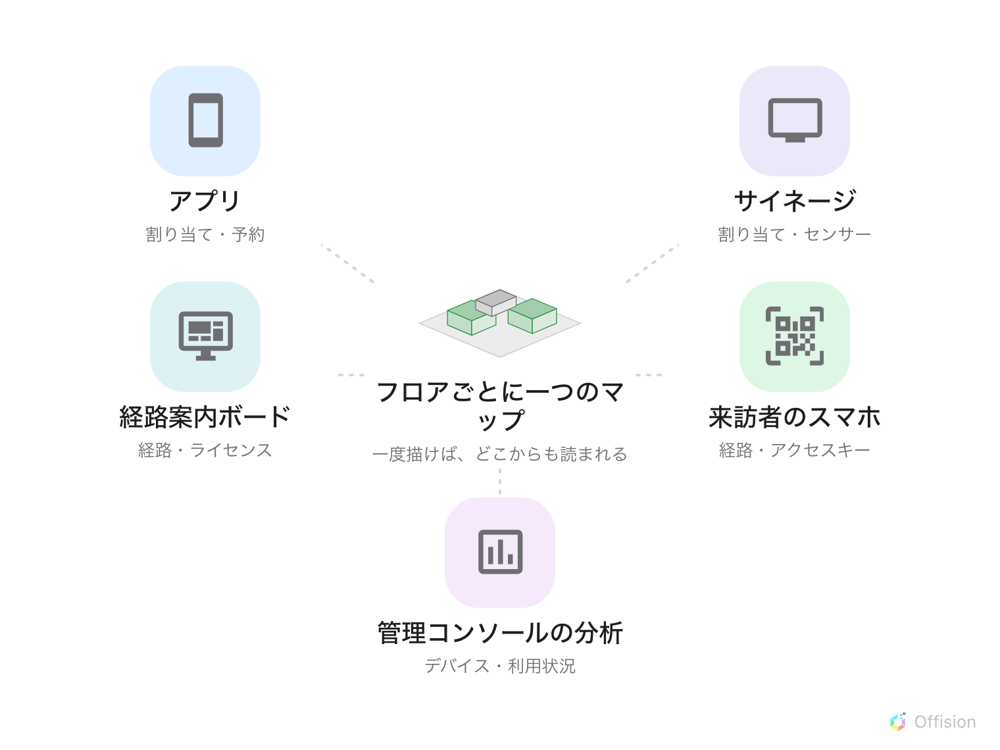 アプリ
割り当て・予約
サイネージ
割り当て・センサー
経路案内ボード
経路・ライセンス
フロアごとに一つのマ
ップ
一度描けば、どこからも読まれる
来訪者のスマホ
経路・アクセスキー
管理コンソールの分析
デバイス・利用状況
Offision